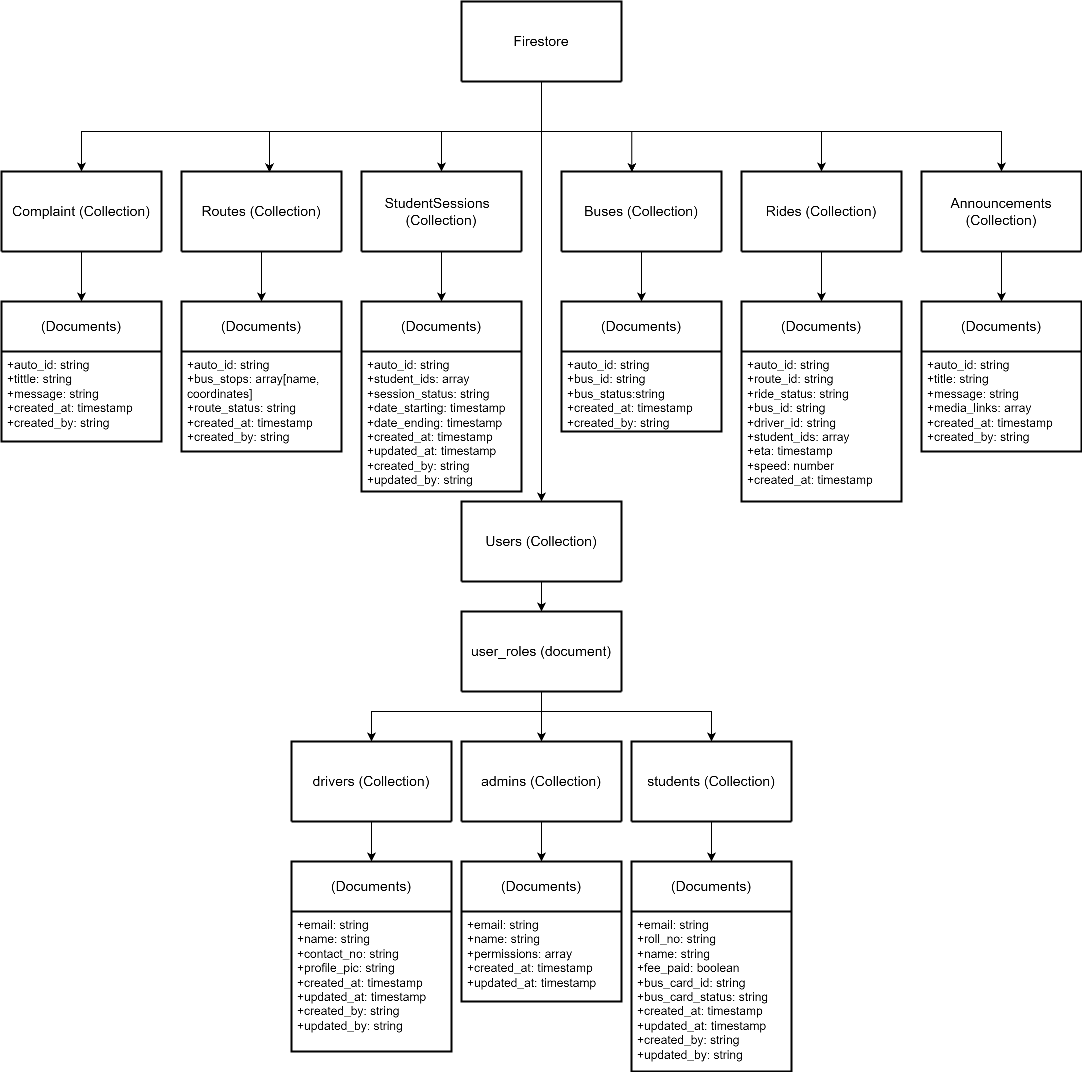 Firestore
Complaint (Collection)
Routes (Collection)
StudentSessions
(Collection)
Buses (Collection)
Rides (Collection)
Announcements
(Collection)
(Documents)
+auto_id: string
+tittle: string
+message: string
+created_at: timestamp
+created_by: string
(Documents)
+auto_id: string
+bus_stops: array[name,
coordinates]
+route_status: string
+created_at: timestamp
+created_by: string
(Documents)
+auto_id: string
+student_ids: array
+session_status: string
+date_starting: timestamp
+date_ending: timestamp
+created_at: timestamp
+updated_at: timestamp
+created_by: string
+updated_by: string
(Documents)
+auto_id: string
+bus_id: string
+bus_status:string
+created_at: timestamp
+created_by: string
(Documents)
+auto_id: string
+route_id: string
+ride_status: string
+bus_id: string
+driver_id: string
+student_ids: array
+eta: timestamp
+speed: number
+created_at: timestamp
(Documents)
+auto_id: string
+title: string
+message: string
+media_links: array
+created_at: timestamp
+created_by: string
Users (Collection)
user_roles (document)
drivers (Collection)
admins (Collection)
students (Collection)
(Documents)
+email: string
+name: string
+contact_no: string
+profile_pic: string
+created_at: timestamp
+updated_at: timestamp
+created_by: string
+updated_by: string
(Documents)
+email: string
+name: string
+permissions: array
+created_at: timestamp
+updated_at: timestamp
(Documents)
+email: string
+roll_no: string
+name: string
+fee_paid: boolean
+bus_card_id: string
+bus_card_status: string
+created_at: timestamp
+updated_at: timestamp
+created_by: string
+updated_by: string